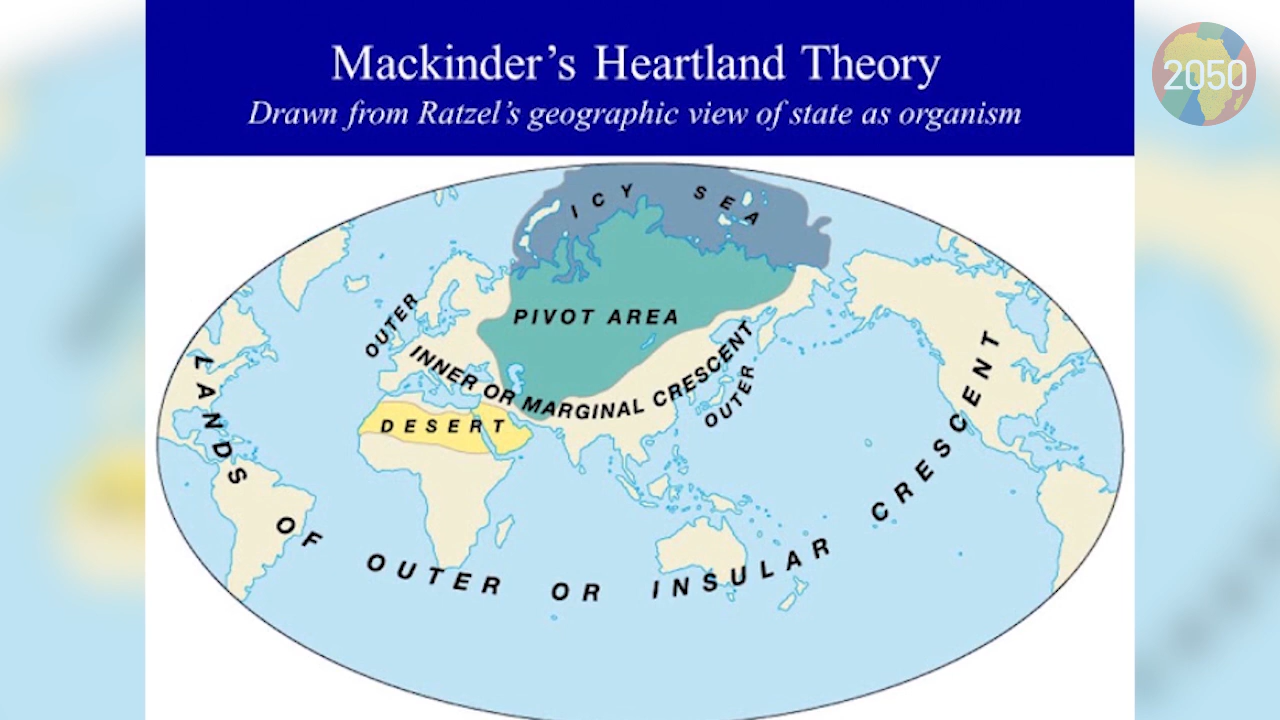 Mackinder's Heartland Theory
Drawn from Ratzel's geographic view of state as organism
2050
ICY SEA
PIVOT AREA
OUTER
INNER OR MARGINAL CRESCENT
OUTER
DESERT
LANDS OF OUTER OR INSULAR CRESCENT